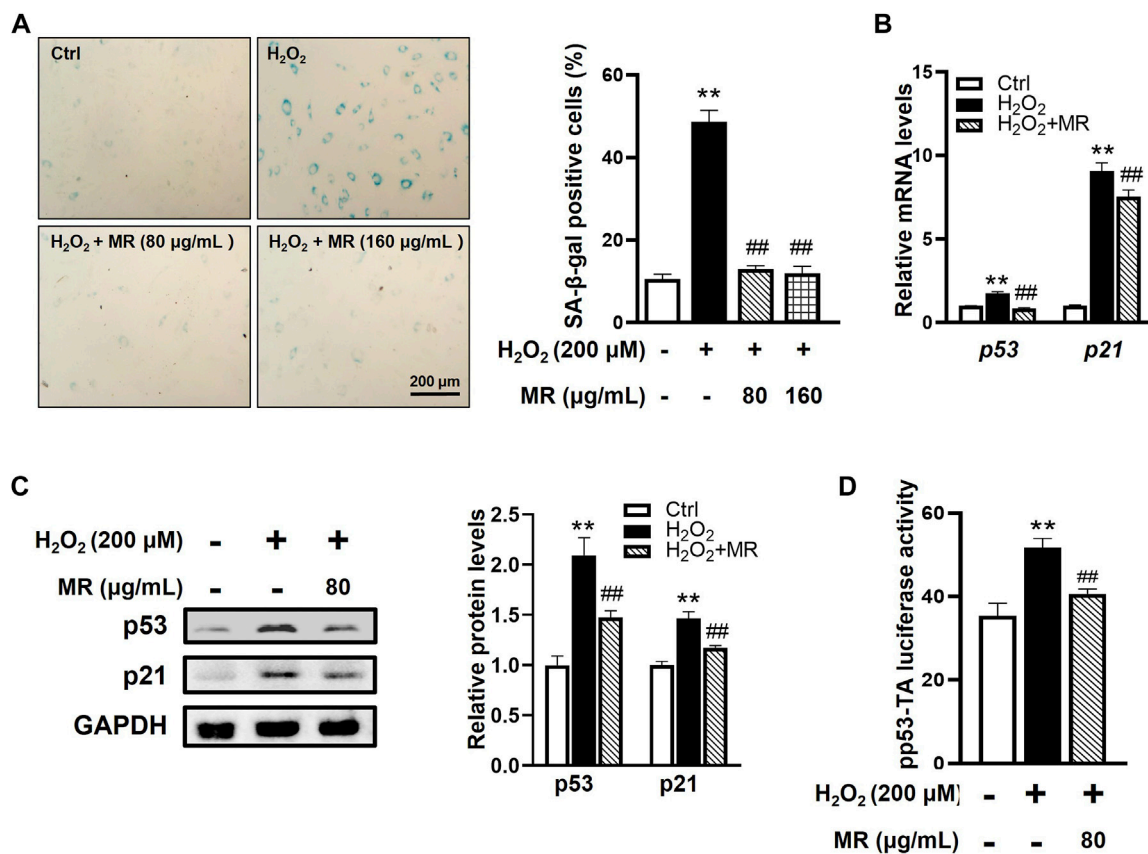 A
Ctrl
H₂O₂
H₂O₂ + MR (80 µg/mL )
H₂O₂ + MR (160 µg/mL )
200 µm
SA-β-gal positive cells (%)
60
40
20
0
**
##
##
H₂O₂ (200 µM) - + + +
MR (µg/mL) - - 80 160
B
Relative mRNA levels
15
10
5
0
Ctrl
H₂O₂
H₂O₂+MR
**
##
**
##
p53 p21
C
H₂O₂ (200 µM) - + +
MR (µg/mL) - - 80
p53
p21
GAPDH
Relative protein levels
2.5
2.0
1.5
1.0
0.5
0.0
Ctrl
H₂O₂
H₂O₂+MR
**
##
**
##
p53 p21
D
pp53-TA luciferase activity
60
40
20
0
**
##
H₂O₂ (200 µM) - + +
MR (µg/mL) - - 80